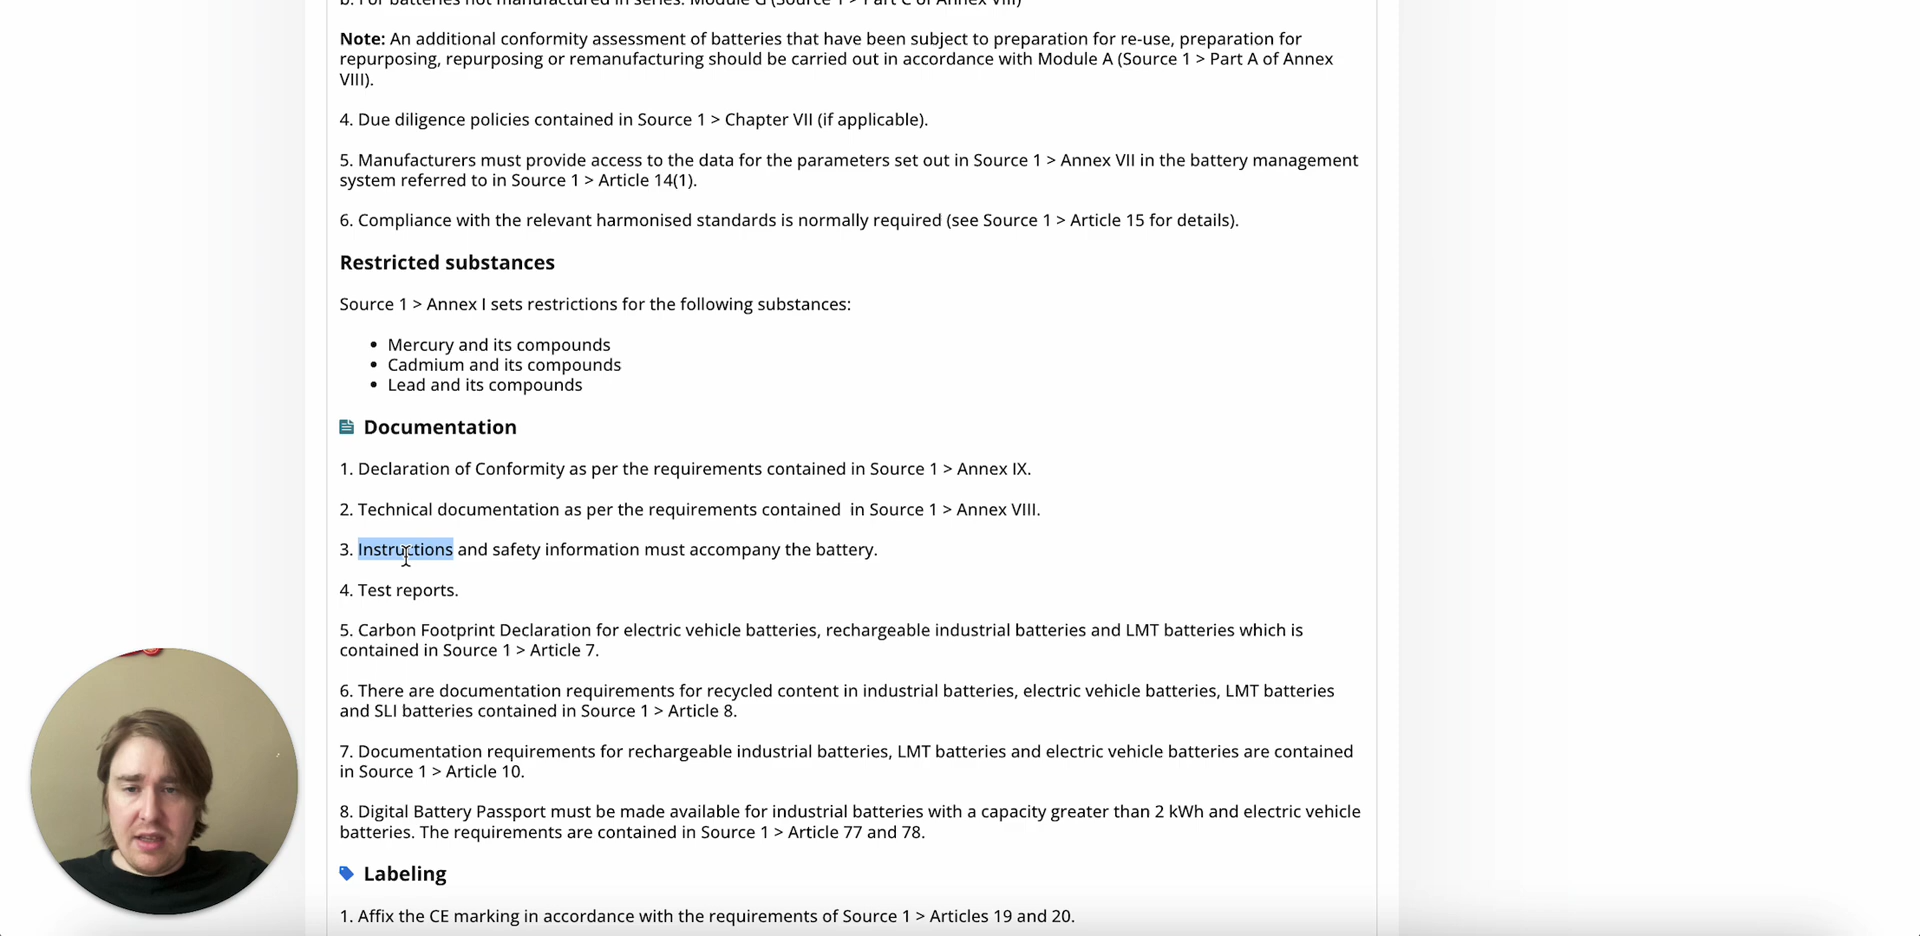 b. For batteries not manufactured in series: Module G (Source 1 > Part C of Annex VIII)
Note: An additional conformity assessment of batteries that have been subject to preparation for re-use, preparation for
repurposing, repurposing or remanufacturing should be carried out in accordance with Module A (Source 1 > Part A of Annex
VIII).
4. Due diligence policies contained in Source 1 > Chapter VII (if applicable).
5. Manufacturers must provide access to the data for the parameters set out in Source 1 > Annex VII in the battery management
system referred to in Source 1 > Article 14(1).
6. Compliance with the relevant harmonised standards is normally required (see Source 1 > Article 15 for details).
Restricted substances
Source 1 > Annex I sets restrictions for the following substances:
• Mercury and its compounds
• Cadmium and its compounds
• Lead and its compounds
Documentation
1. Declaration of Conformity as per the requirements contained in Source 1 > Annex IX.
2. Technical documentation as per the requirements contained  in Source 1 > Annex VIII.
3. Instructions and safety information must accompany the battery.
4. Test reports.
5. Carbon Footprint Declaration for electric vehicle batteries, rechargeable industrial batteries and LMT batteries which is
contained in Source 1 > Article 7.
6. There are documentation requirements for recycled content in industrial batteries, electric vehicle batteries, LMT batteries
and SLI batteries contained in Source 1 > Article 8.
7. Documentation requirements for rechargeable industrial batteries, LMT batteries and electric vehicle batteries are contained
in Source 1 > Article 10.
8. Digital Battery Passport must be made available for industrial batteries with a capacity greater than 2 kWh and electric vehicle
batteries. The requirements are contained in Source 1 > Article 77 and 78.
Labeling
1. Affix the CE marking in accordance with the requirements of Source 1 > Articles 19 and 20.